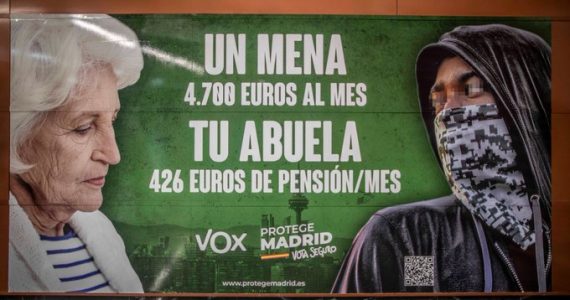 UN MENA
4.700 EUROS AL MES
TU ABUELA
426 EUROS DE PENSIÓN/MES
VOX
PROTEGE
MADRID
VOTA SEGURO
www.protegemadrid.es